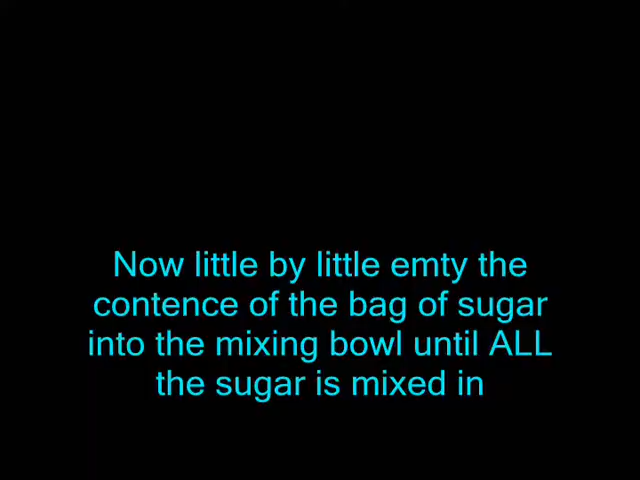 Now little by little emty the
contence of the bag of sugar
into the mixing bowl until ALL
the sugar is mixed in